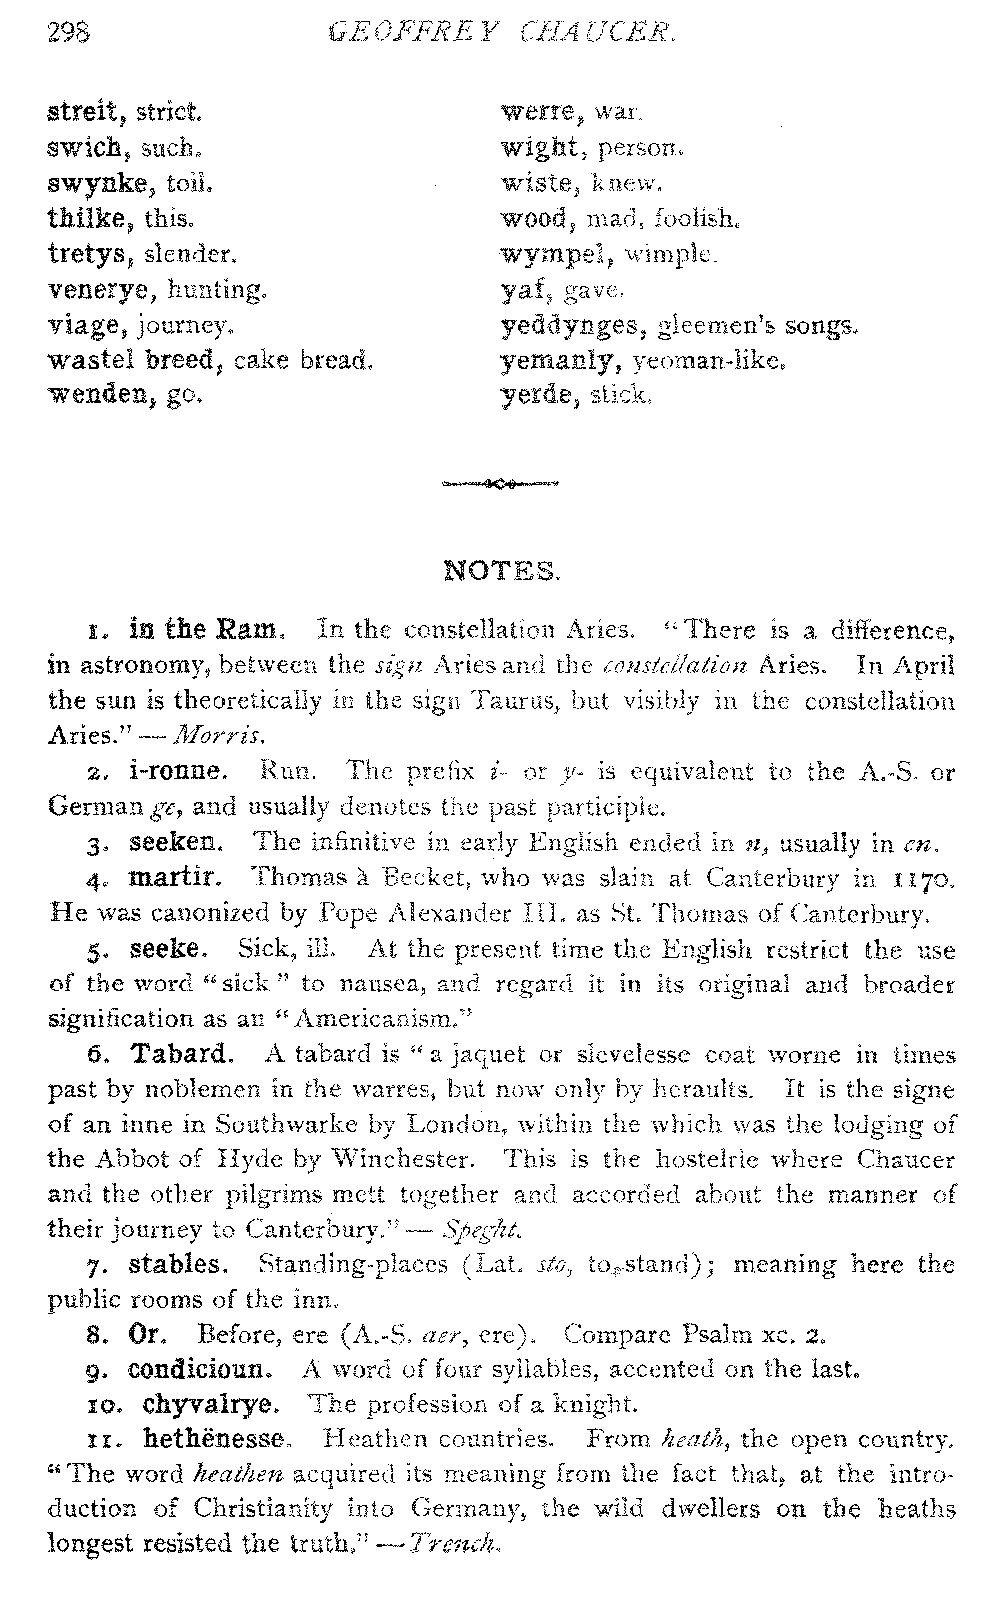 298 GEOFFREY CHAUCER.
streit, strict.
swich, such.
swynke, toil.
thilke, this.
tretys, slender.
venerye, hunting.
viage, journey.
wastel breed, cake bread.
wenden, go.
werre, war.
wight, person.
wiste, knew.
wood, mad, foolish.
wympel, wimple.
yaf, gave.
yeddynges, gleemen's songs.
yemanly, yeoman-like.
yerde, stick.
NOTES.
1. in the Ram. In the constellation Aries. "There is a difference,
in astronomy, between the sign Aries and the constellation Aries. In April
the sun is theoretically in the sign Taurus, but visibly in the constellation
Aries." — Morris.
2. i-ronne. Run. The prefix i- or y- is equivalent to the A.-S. or
German ge, and usually denotes the past participle.
3. seeken. The infinitive in early English ended in n, usually in en.
4. martir. Thomas à Becket, who was slain at Canterbury in 1170.
He was canonized by Pope Alexander III. as St. Thomas of Canterbury.
5. seeke. Sick, ill. At the present time the English restrict the use
of the word "sick" to nausea, and regard it in its original and broader
signification as an "Americanism."
6. Tabard. A tabard is "a jaquet or slevelesse coat worne in times
past by noblemen in the warres, but now only by heraults. It is the signe
of an inne in Southwarke by London, within the which was the lodging of
the Abbot of Hyde by Winchester. This is the hostelrie where Chaucer
and the other pilgrims mett together and accorded about the manner of
their journey to Canterbury." — Speght.
7. stables. Standing-places (Lat. sto, to stand); meaning here the
public rooms of the inn.
8. Or. Before, ere (A.-S. aer, ere). Compare Psalm xc. 2.
9. condicioun. A word of four syllables, accented on the last.
10. chyvalrye. The profession of a knight.
11. hethënesse. Heathen countries. From heath, the open country.
"The word heathen acquired its meaning from the fact that, at the intro-
duction of Christianity into Germany, the wild dwellers on the heaths
longest resisted the truth." — Trench.